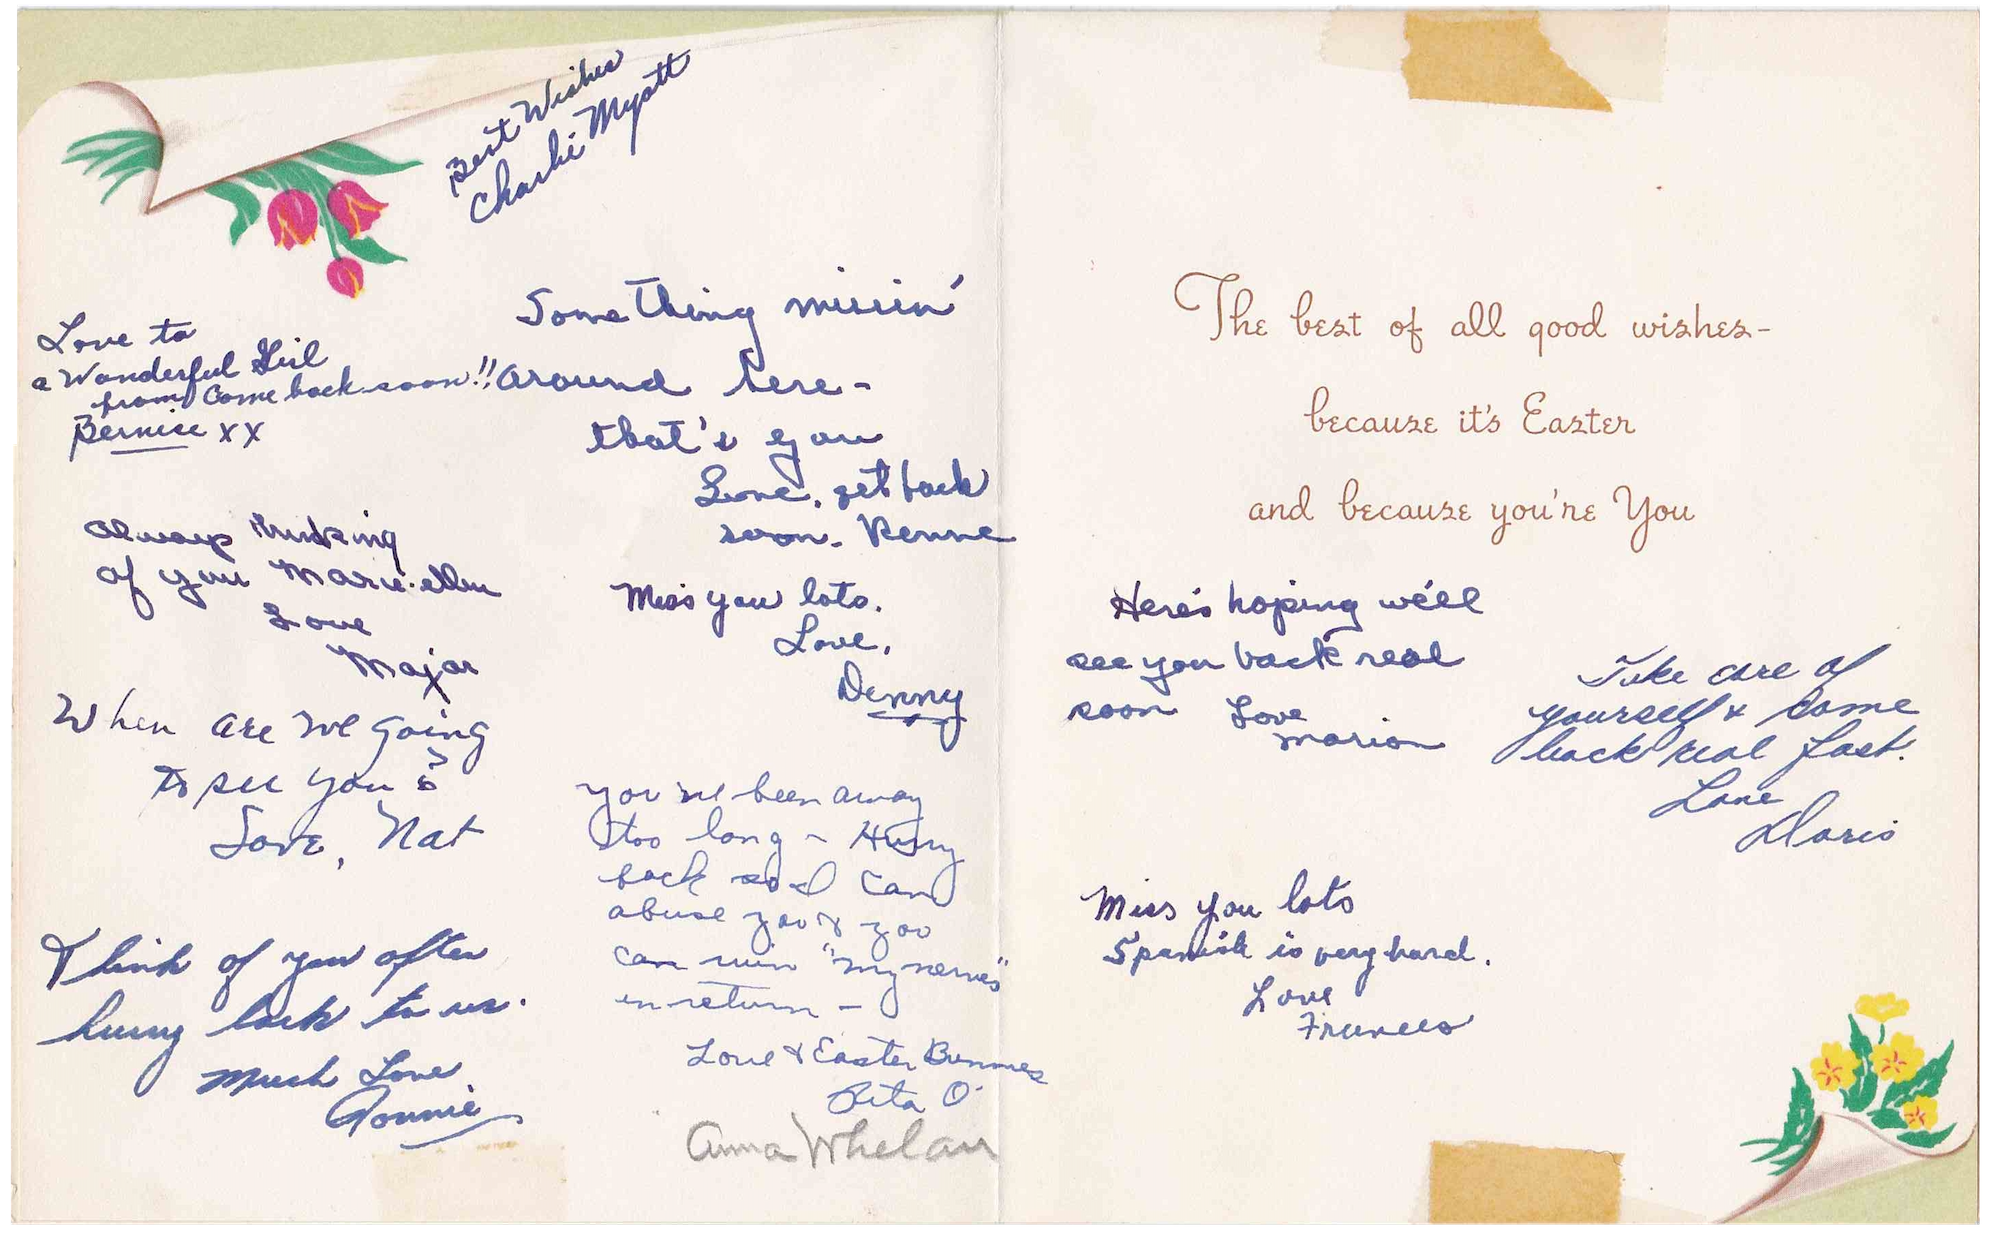 Best Wishes
Charlie Myatt
Love to
a Wonderful Girl
from Come back soon!!
Bernice xx
Something missin'
around here-
that's you
Love, get back
soon.
Always thinking
of you Marie-ellen
Love
Miss you lots.
Love,
Denny
When are we going
to see you?
Love, Nat
you've been away
too long - Hurry
back so I can
abuse you & you
can ruin "my nerves"
in return -
Love & Easter Bunnies
Rita O'
Think of you often
hurry back to us.
Much Love
Anna Whelan
The best of all good wishes-
because it's Easter
and because you're You
Here's hoping we'll
see you back real
soon Love
Marion
Take care of
yourself & come
back real fast.
Love
Doris
Miss you lots
Spanish is very hard.
Love
Frances